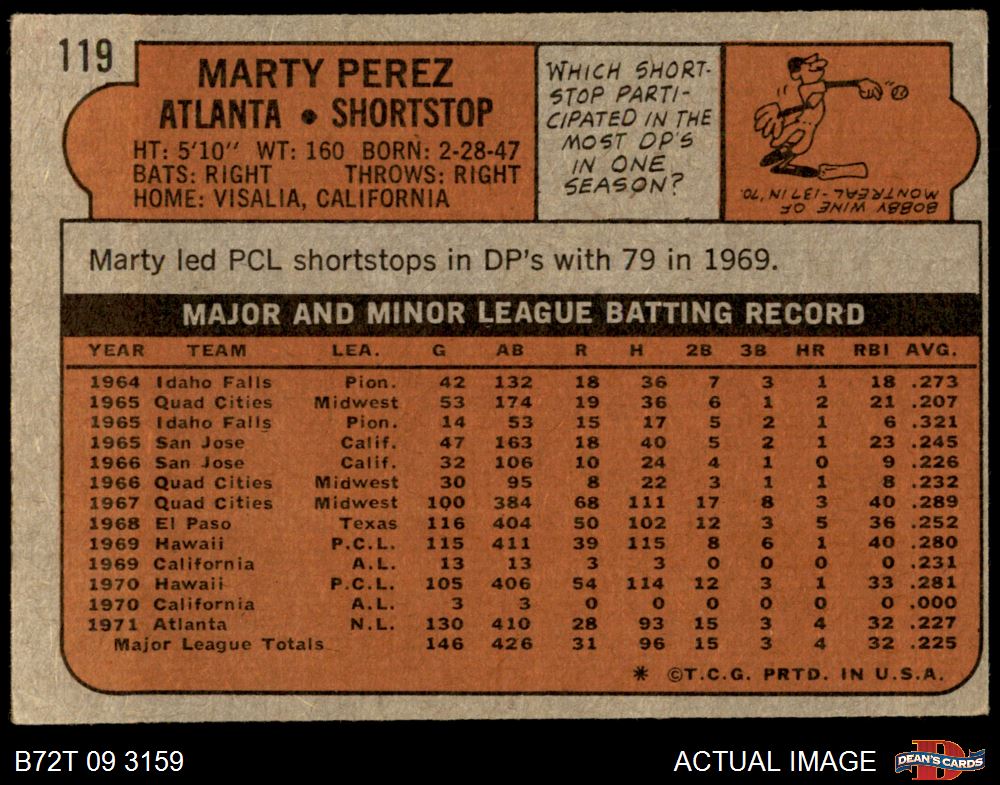 119
MARTY PEREZ
ATLANTA • SHORTSTOP
HT: 5'10" WT: 160 BORN: 2-28-47
BATS: RIGHT THROWS: RIGHT
HOME: VISALIA, CALIFORNIA
WHICH SHORT-
STOP PARTI-
CIPATED IN THE
MOST DP'S
IN ONE
SEASON?
BOBBY WINE OF
MONTREAL-137 IN '70.
Marty led PCL shortstops in DP's with 79 in 1969.
MAJOR AND MINOR LEAGUE BATTING RECORD
YEAR TEAM LEA. G AB R H 2B 3B HR RBI AVG.
1964 Idaho Falls Pion. 42 132 18 36 7 3 1 18 .273
1965 Quad Cities Midwest 53 174 19 36 6 1 2 21 .207
1965 Idaho Falls Pion. 14 53 15 17 5 2 1 6 .321
1965 San Jose Calif. 47 163 18 40 5 2 1 23 .245
1966 San Jose Calif. 32 106 10 24 4 1 0 9 .226
1966 Quad Cities Midwest 30 95 8 22 3 1 1 8 .232
1967 Quad Cities Midwest 100 384 68 111 17 8 3 40 .289
1968 El Paso Texas 116 404 50 102 12 3 5 36 .252
1969 Hawaii P.C.L. 115 411 39 115 8 6 1 40 .280
1969 California A.L. 13 13 3 3 0 0 0 0 .231
1970 Hawaii P.C.L. 105 406 54 114 12 3 1 33 .281
1970 California A.L. 3 3 0 0 0 0 0 0 .000
1971 Atlanta N.L. 130 410 28 93 15 3 4 32 .227
Major League Totals 146 426 31 96 15 3 4 32 .225
* ©T.C.G. PRTD. IN U.S.A.
B72T 09 3159 ACTUAL IMAGE DEAN'S CARDS